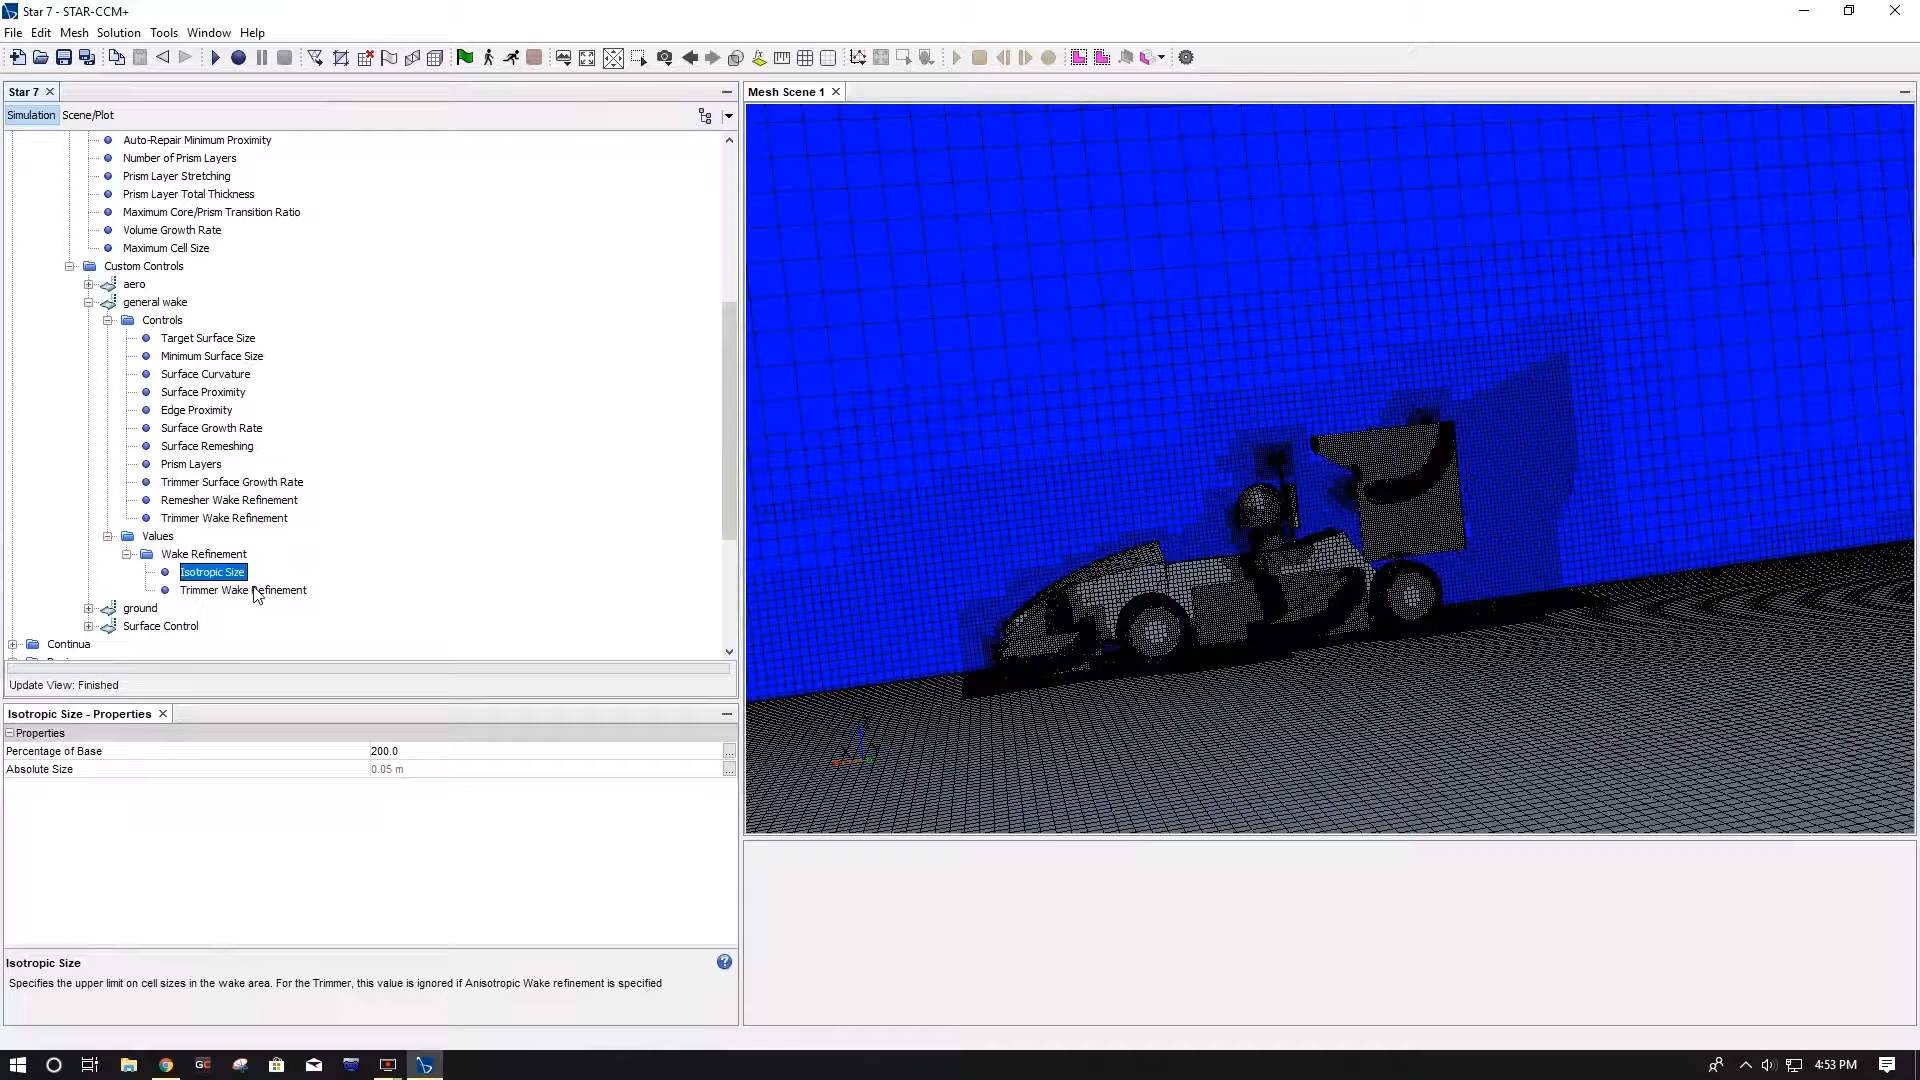 Star 7 - STAR-CCM+
File Edit Mesh Solution Tools Window Help
Star 7
Simulation Scene/Plot
Auto-Repair Minimum Proximity
Number of Prism Layers
Prism Layer Stretching
Prism Layer Total Thickness
Maximum Core/Prism Transition Ratio
Volume Growth Rate
Maximum Cell Size
Custom Controls
aero
general wake
Controls
Target Surface Size
Minimum Surface Size
Surface Curvature
Surface Proximity
Edge Proximity
Surface Growth Rate
Surface Remeshing
Prism Layers
Trimmer Surface Growth Rate
Remesher Wake Refinement
Trimmer Wake Refinement
Values
Wake Refinement
Isotropic Size
Trimmer Wake Refinement
ground
Surface Control
Continua
Update View: Finished
Isotropic Size - Properties
Properties
Percentage of Base 200.0 ...
Absolute Size 0.05 m ...
Isotropic Size
Specifies the upper limit on cell sizes in the wake area. For the Trimmer, this value is ignored if Anisotropic Wake refinement is specified
Mesh Scene 1
GC
4:53 PM